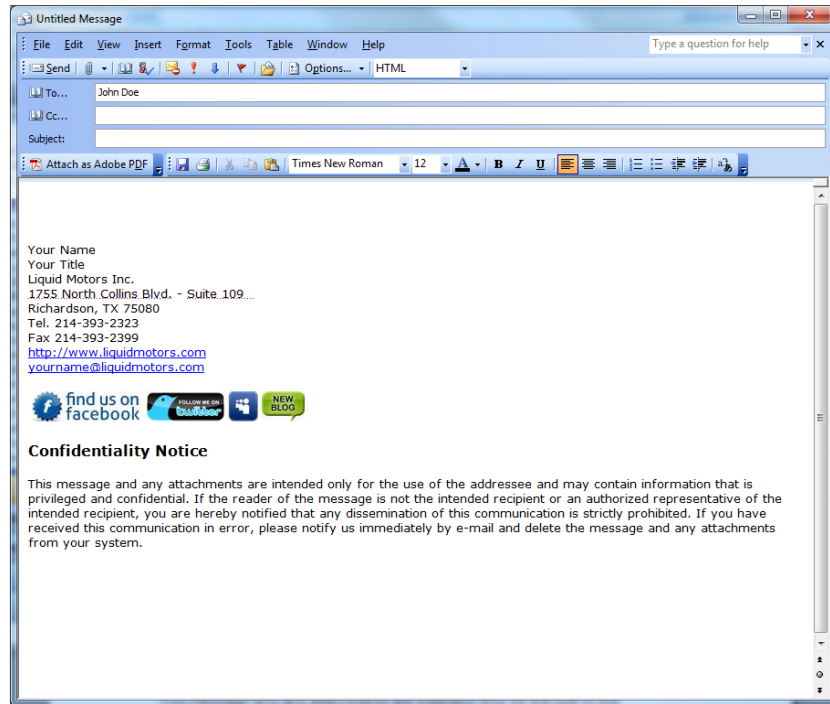 Untitled Message
File Edit View Insert Format Tools Table Window Help Type a question for help
Send Options... HTML
To... John Doe
Cc...
Subject:
Attach as Adobe PDF Times New Roman 12 A B I U
Your Name
Your Title
Liquid Motors Inc.
1755 North Collins Blvd. - Suite 109
Richardson, TX 75080
Tel. 214-393-2323
Fax 214-393-2399
http://www.liquidmotors.com
yourname@liquidmotors.com
find us on
facebook
FOLLOW ME ON
twitter
NEW
BLOG
Confidentiality Notice
This message and any attachments are intended only for the use of the addressee and may contain information that is
privileged and confidential. If the reader of the message is not the intended recipient or an authorized representative of the
intended recipient, you are hereby notified that any dissemination of this communication is strictly prohibited. If you have
received this communication in error, please notify us immediately by e-mail and delete the message and any attachments
from your system.